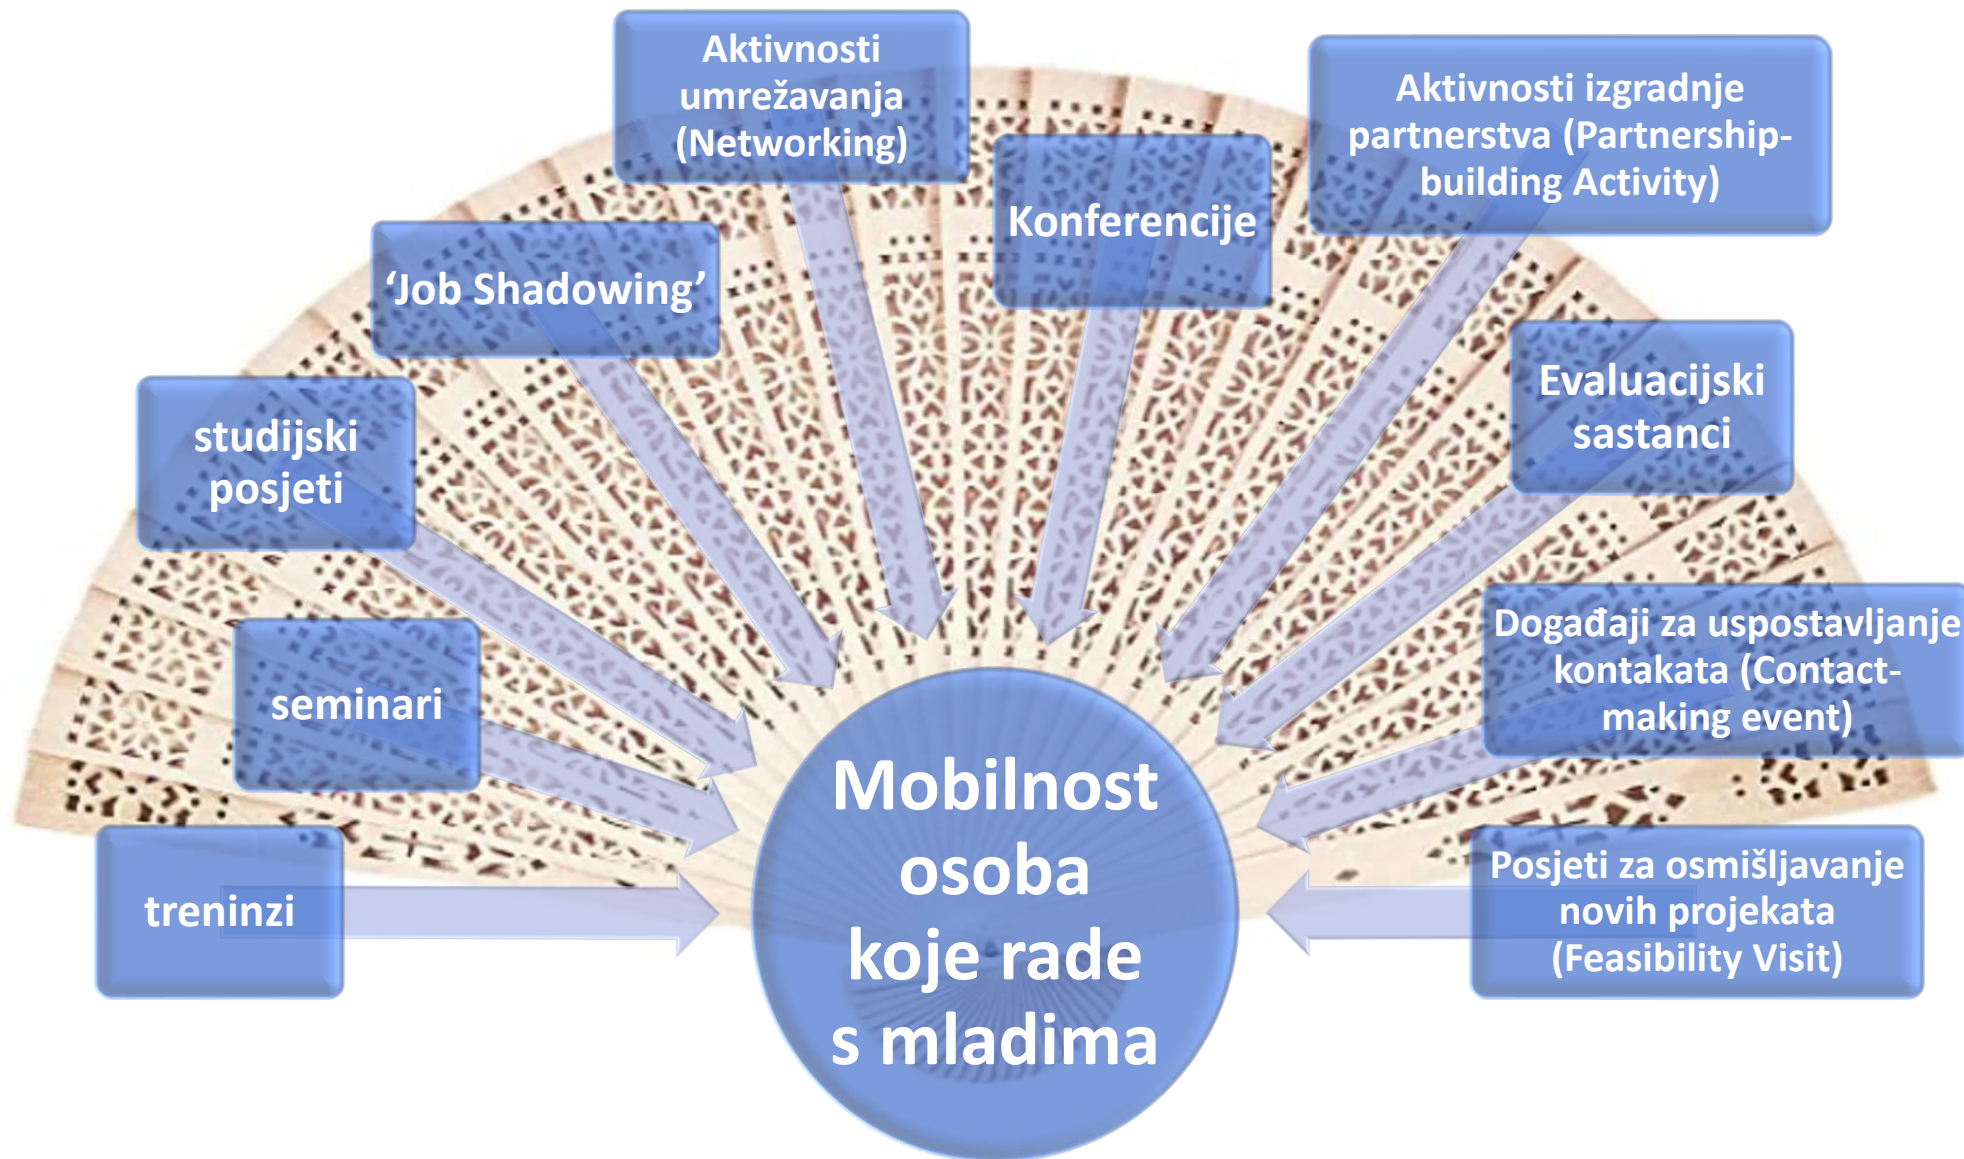 Aktivnosti
umrežavanja
(Networking)
Aktivnosti izgradnje
partnerstva (Partnership-
building Activity)
Konferencije
‘Job Shadowing’
Evaluacijski
sastanci
studijski
posjeti
Događaji za uspostavljanje
kontakata (Contact-
making event)
seminari
Mobilnost
osoba
koje rade
s mladima
treninzi
Posjeti za osmišljavanje
novih projekata
(Feasibility Visit)